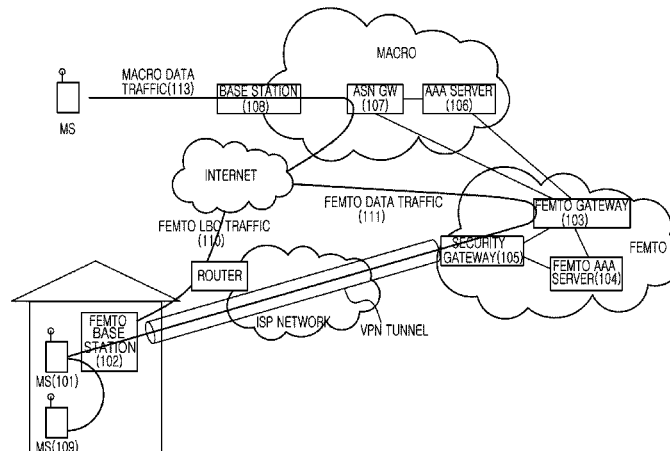 MACRO
MACRO DATA
TRAFFIC(113)
BASE STATION
(108)
ASN GW
(107)
AAA SERVER
(106)
MS
INTERNET
FEMTO DATA TRAFFIC
(111)
FEMTO GATEWAY
(103)
FEMTO LBO TRAFFIC
(110)
SECURITY
GATEWAY(105)
FEMTO
FEMTO AAA
SERVER(104)
ROUTER
ISP NETWORK
VPN TUNNEL
FEMTO
BASE
STATION
(102)
MS(101)
MS(109)